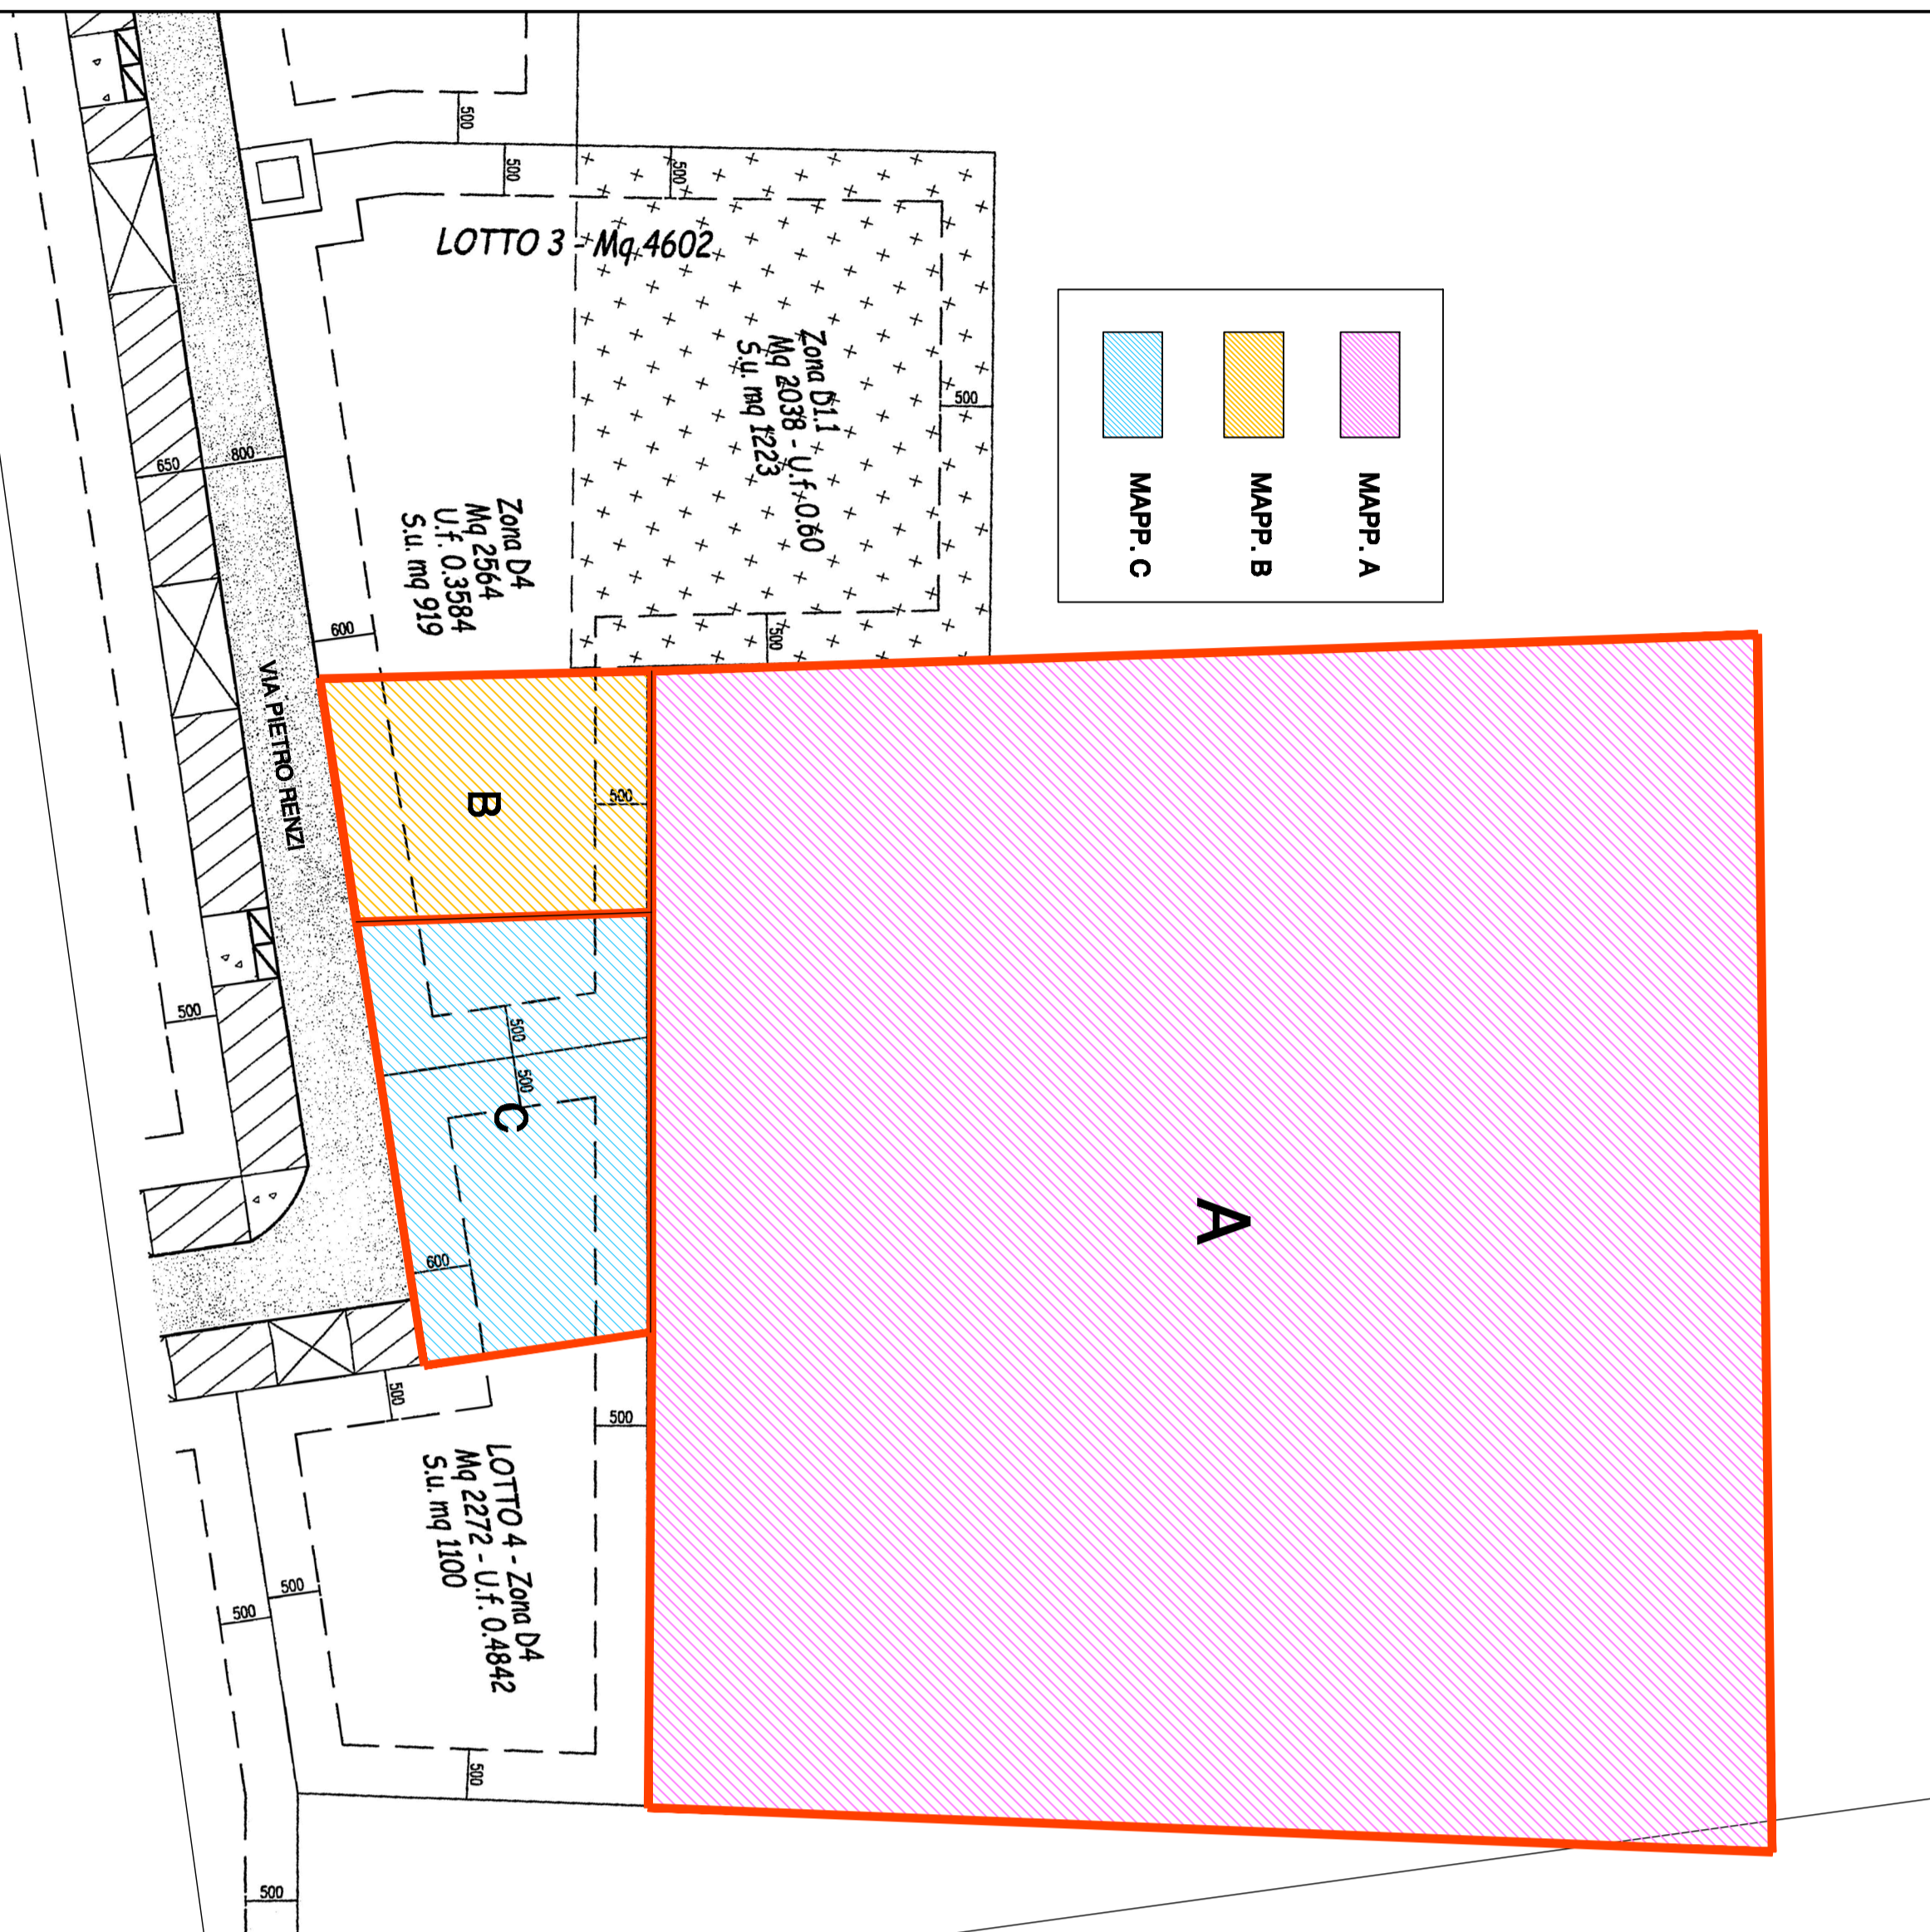 500
500
500
LOTTO 3 - Mq 4602
Zona D1.1
Mq 2038 - U.f. 0.60
S.u. mq 1223
500
500
MAPP. A
MAPP. B
MAPP. C
650
800
Zona D4
Mq 2564
U.f. 0.3584
S.u. mq 919
600
VIA PIETRO RENZI
B
500
500
500
500
C
600
A
500
500
LOTTO 4 - Zona D4
Mq 2272 - U.f. 0.4842
S.u. mq 1100
500
500
500
500